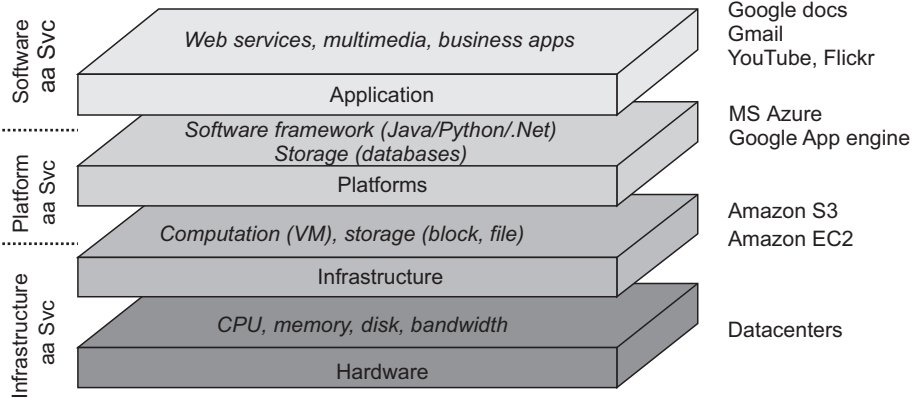 Software
aa Svc
Web services, multimedia, business apps
Application
Google docs
Gmail
YouTube, Flickr
Platform
aa Svc
Software framework (Java/Python/.Net)
Storage (databases)
Platforms
MS Azure
Google App engine
Infrastructure
aa Svc
Computation (VM), storage (block, file)
Infrastructure
Amazon S3
Amazon EC2
CPU, memory, disk, bandwidth
Hardware
Datacenters